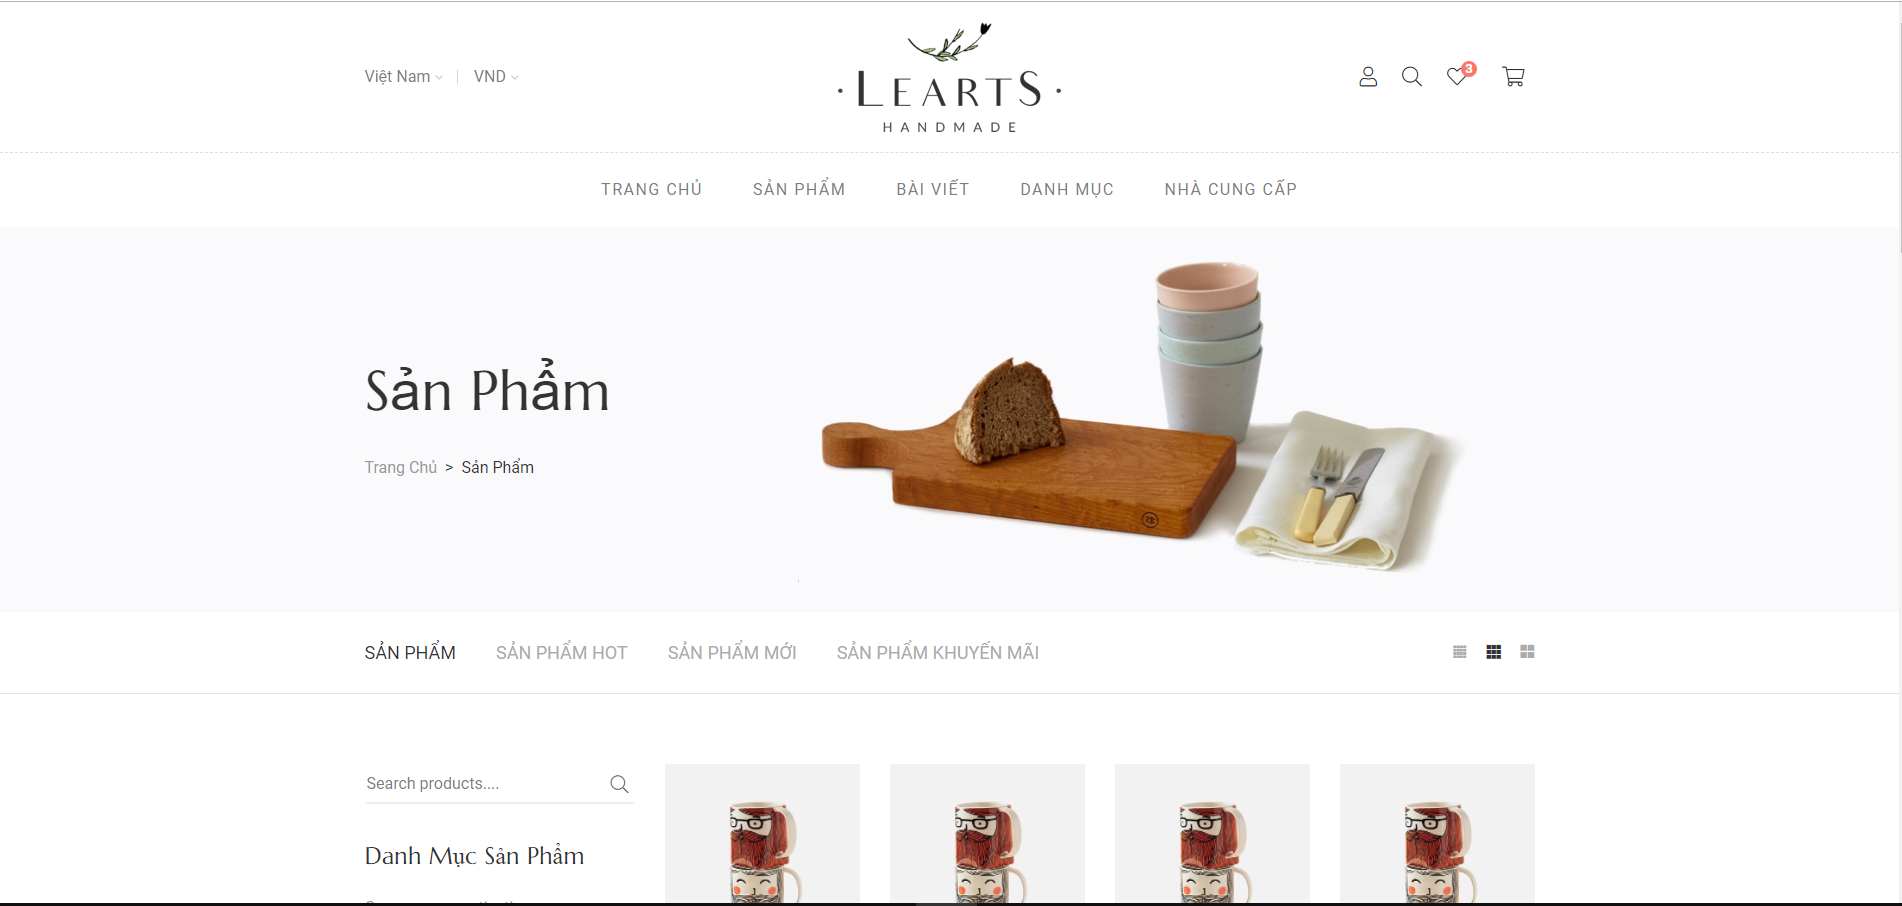 Việt Nam VND
· LEARTS ·
HANDMADE
3
TRANG CHỦ SẢN PHẨM BÀI VIẾT DANH MỤC NHÀ CUNG CẤP
Sản Phẩm
Trang Chủ > Sản Phẩm
SẢN PHẨM SẢN PHẨM HOT SẢN PHẨM MỚI SẢN PHẨM KHUYẾN MÃI
Search products....
Danh Mục Sản Phẩm